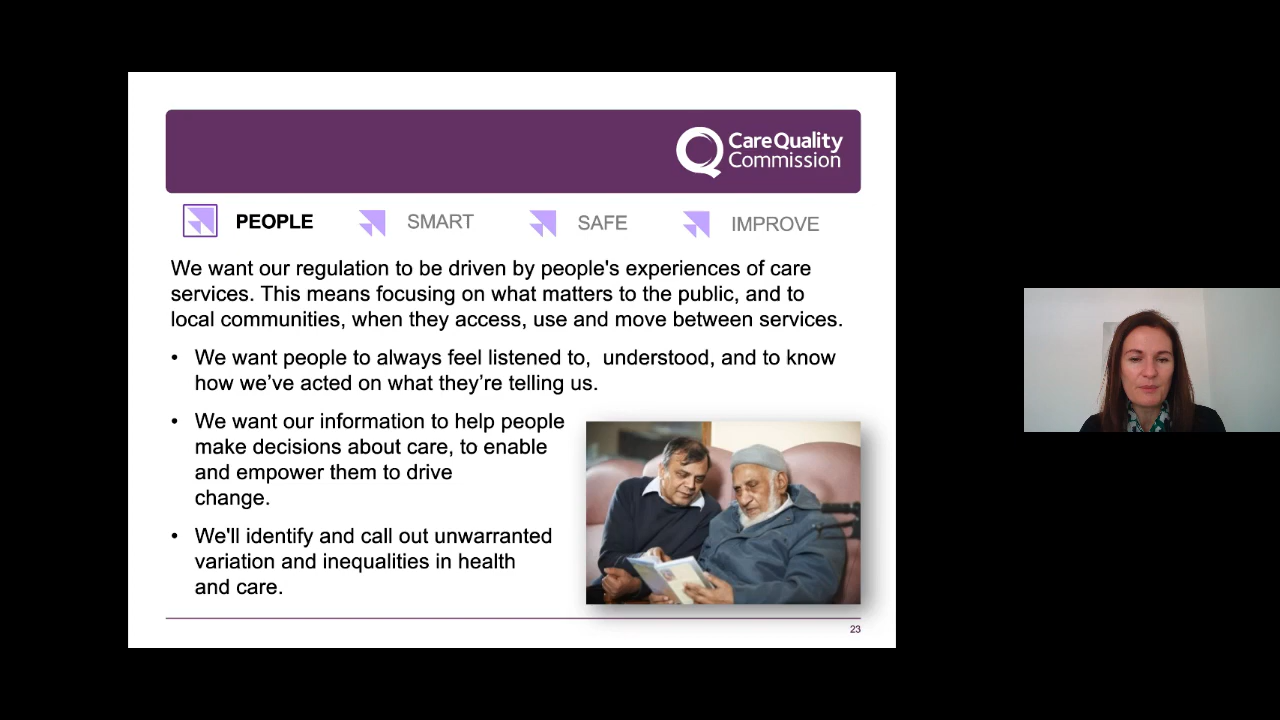 CareQuality
Commission
PEOPLE SMART SAFE IMPROVE
We want our regulation to be driven by people's experiences of care
services. This means focusing on what matters to the public, and to
local communities, when they access, use and move between services.
• We want people to always feel listened to,  understood, and to know
how we’ve acted on what they’re telling us.
• We want our information to help people
make decisions about care, to enable
and empower them to drive
change.
• We'll identify and call out unwarranted
variation and inequalities in health
and care.
23